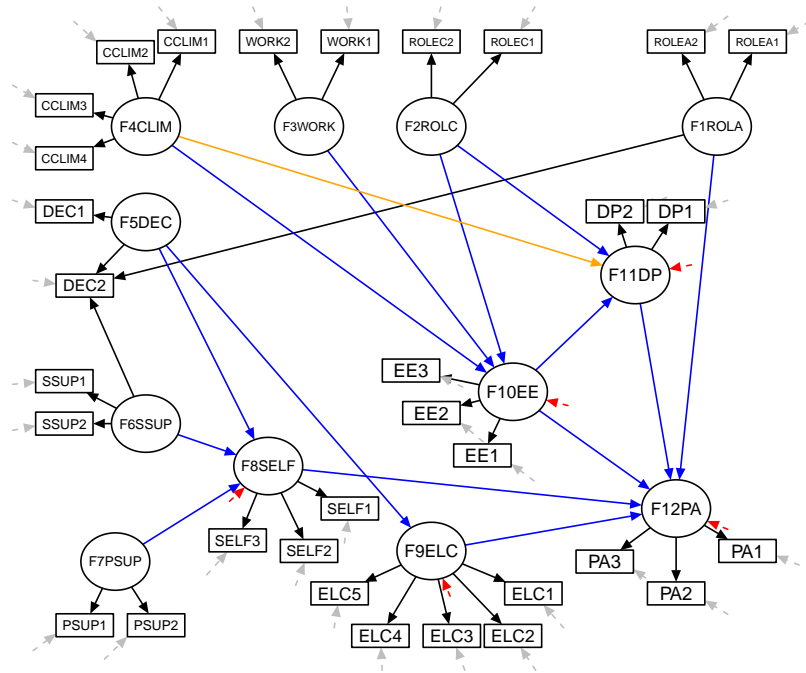 CCLIM1
WORK2
WORK1
ROLEC2
ROLEC1
ROLEA2
ROLEA1
CCLIM2
CCLIM3
F4CLIM
F3WORK
F2ROLC
F1ROLA
CCLIM4
DEC1
F5DEC
DP2
DP1
F11DP
DEC2
EE3
SSUP1
F10EE
EE2
SSUP2
F6SSUP
EE1
F8SELF
SELF1
F12PA
SELF3
SELF2
F9ELC
PA1
F7PSUP
PA3
ELC5
ELC1
PA2
PSUP1
PSUP2
ELC4
ELC3
ELC2